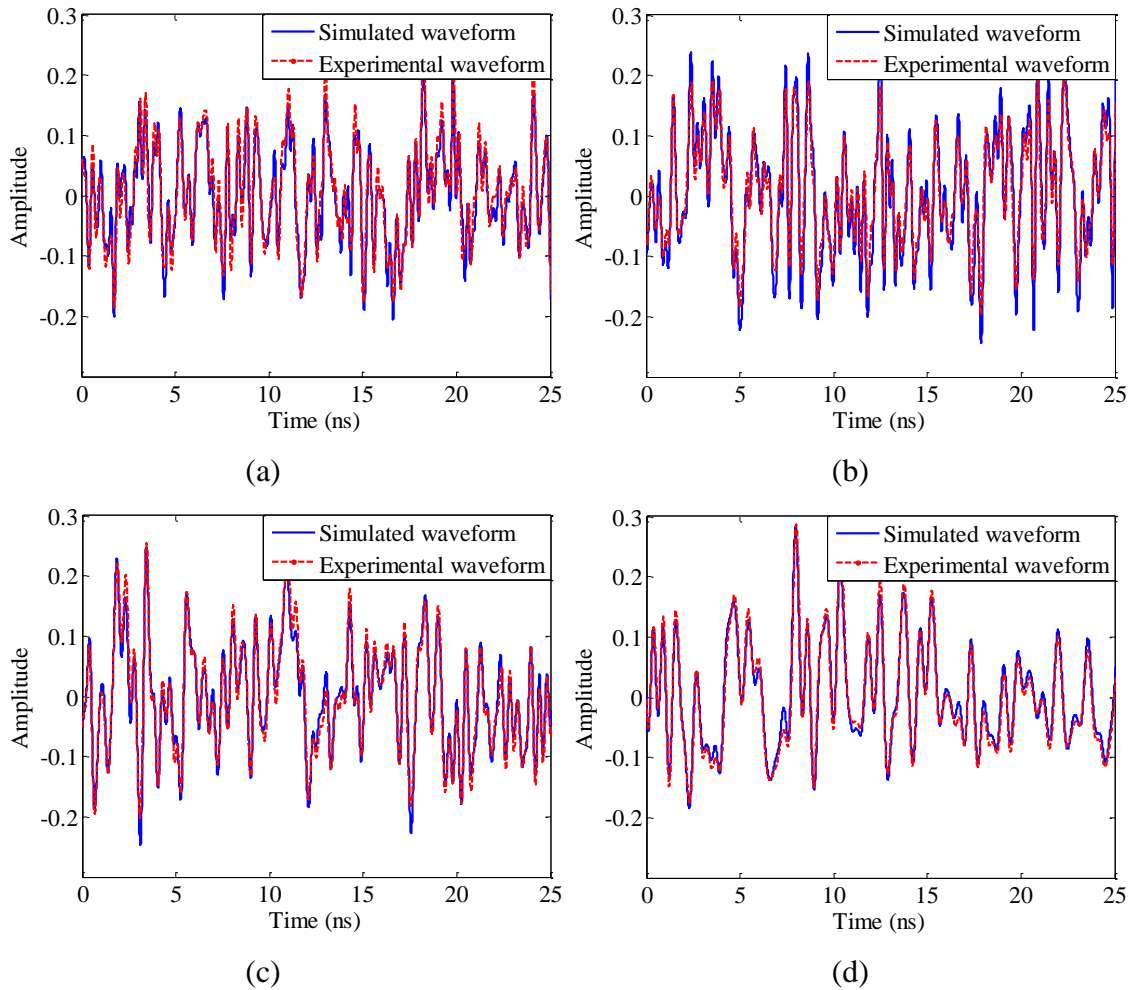 0.3
0.2
0.1
0
-0.1
-0.2
Amplitude
Simulated waveform
Experimental waveform
0 5 10 15 20 25
Time (ns)
(a)
0.3
0.2
0.1
0
-0.1
-0.2
Amplitude
Simulated waveform
Experimental waveform
0 5 10 15 20 25
Time (ns)
(b)
0.3
0.2
0.1
0
-0.1
-0.2
Amplitude
Simulated waveform
Experimental waveform
0 5 10 15 20 25
Time (ns)
(c)
0.3
0.2
0.1
0
-0.1
-0.2
Amplitude
Simulated waveform
Experimental waveform
0 5 10 15 20 25
Time (ns)
(d)